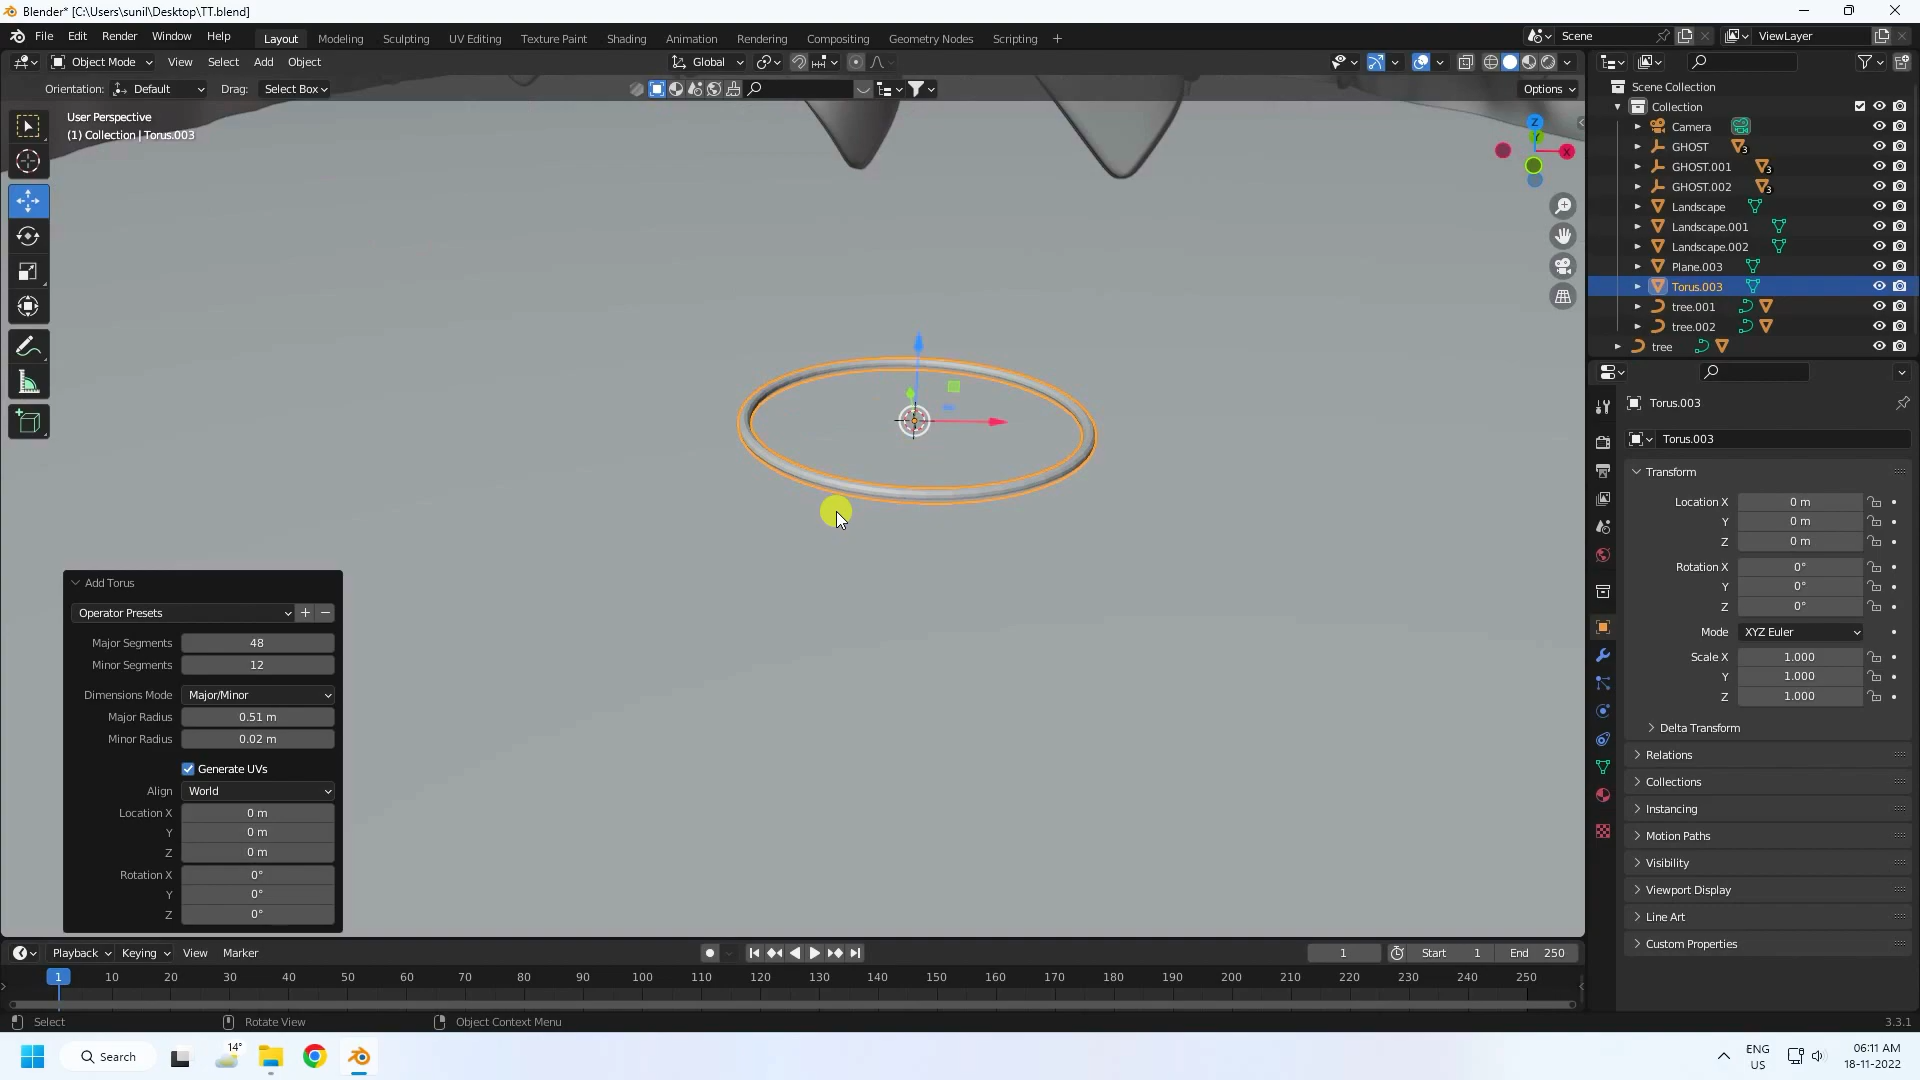 Blender* [C:\Users\sunil\Desktop\TT.blend]
File Edit Render Window Help Layout Modeling Sculpting UV Editing Texture Paint Shading Animation Rendering Compositing Geometry Nodes Scripting + Scene ViewLayer
Object Mode View Select Add Object Global
Orientation: Default Drag: Select Box Options
User Perspective
(1) Collection | Torus.003
Z
Y
X
Scene Collection
Collection
Camera
GHOST 3
GHOST.001 3
GHOST.002 3
Landscape
Landscape.001
Landscape.002
Plane.003
Torus.003
tree.001
tree.002
tree
Torus.003
Torus.003
Transform
Location X 0 m
Y 0 m
Z 0 m
Rotation X 0°
Y 0°
Z 0°
Mode XYZ Euler
Scale X 1.000
Y 1.000
Z 1.000
Delta Transform
Relations
Collections
Instancing
Motion Paths
Visibility
Viewport Display
Line Art
Custom Properties
Add Torus
Operator Presets + −
Major Segments 48
Minor Segments 12
Dimensions Mode Major/Minor
Major Radius 0.51 m
Minor Radius 0.02 m
Generate UVs
Align World
Location X 0 m
Y 0 m
Z 0 m
Rotation X 0°
Y 0°
Z 0°
Playback Keying View Marker 1 Start 1 End 250
1 10 20 30 40 50 60 70 80 90 100 110 120 130 140 150 160 170 180 190 200 210 220 230 240 250
Select Rotate View Object Context Menu 3.3.1
Search 14° ENG US 06:11 AM
18-11-2022